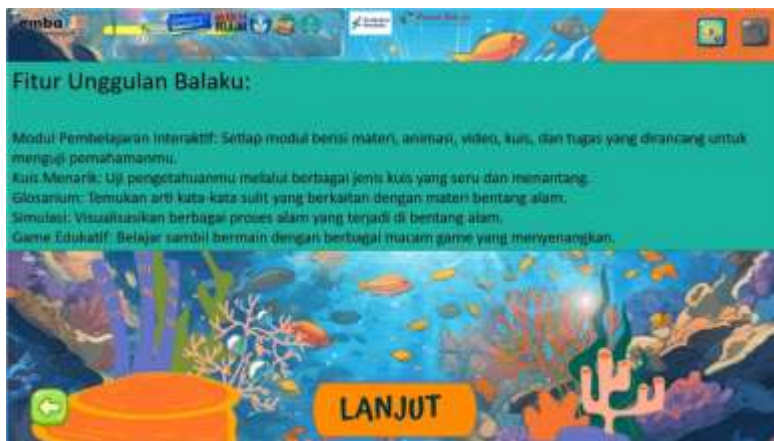 emba
Fitur Unggulan Balaku:
Modul Pembelajaran Interaktif: Setiap modul berisi materi, animasi, video, kuis, dan tugas yang dirancang untuk
menguji pemahamanmu.
Kuis Menarik: Uji pengetahuanmu melalui berbagai jenis kuis yang seru dan menantang.
Glosarium: Temukan arti kata-kata sulit yang berkaitan dengan materi bentang alam.
Simulasi: Visualisasikan berbagai proses alam yang terjadi di bentang alam.
Game Edukatif: Belajar sambil bermain dengan berbagai macam game yang menyenangkan.
LANJUT